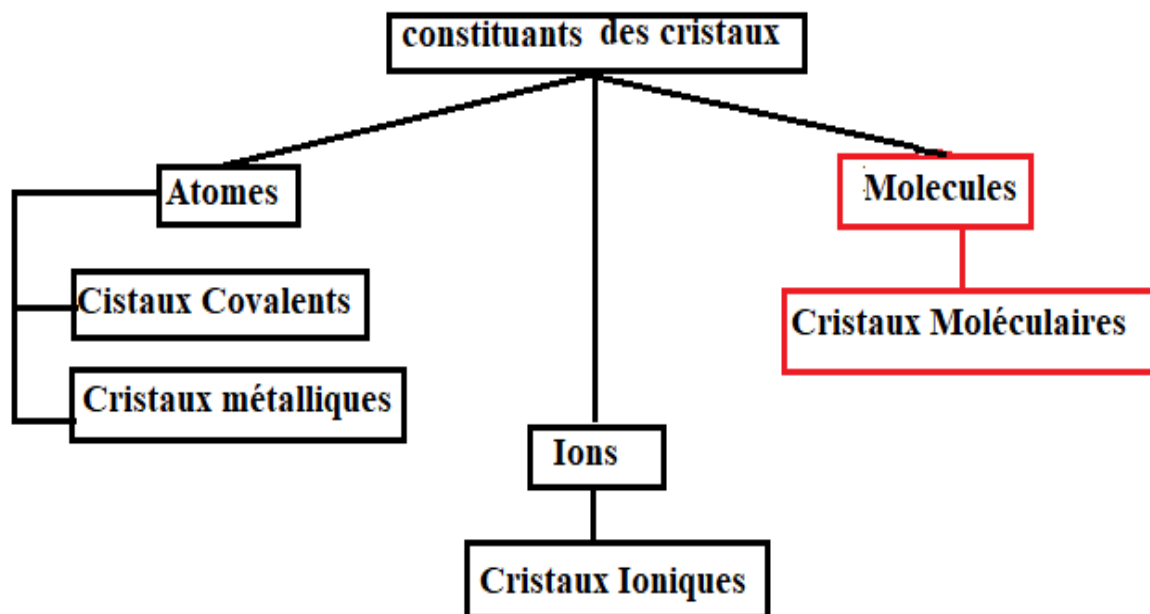 constituants des cristaux
Atomes
Molecules
Cistaux Covalents
Cristaux Moléculaires
Cristaux métalliques
Ions
Cristaux Ioniques